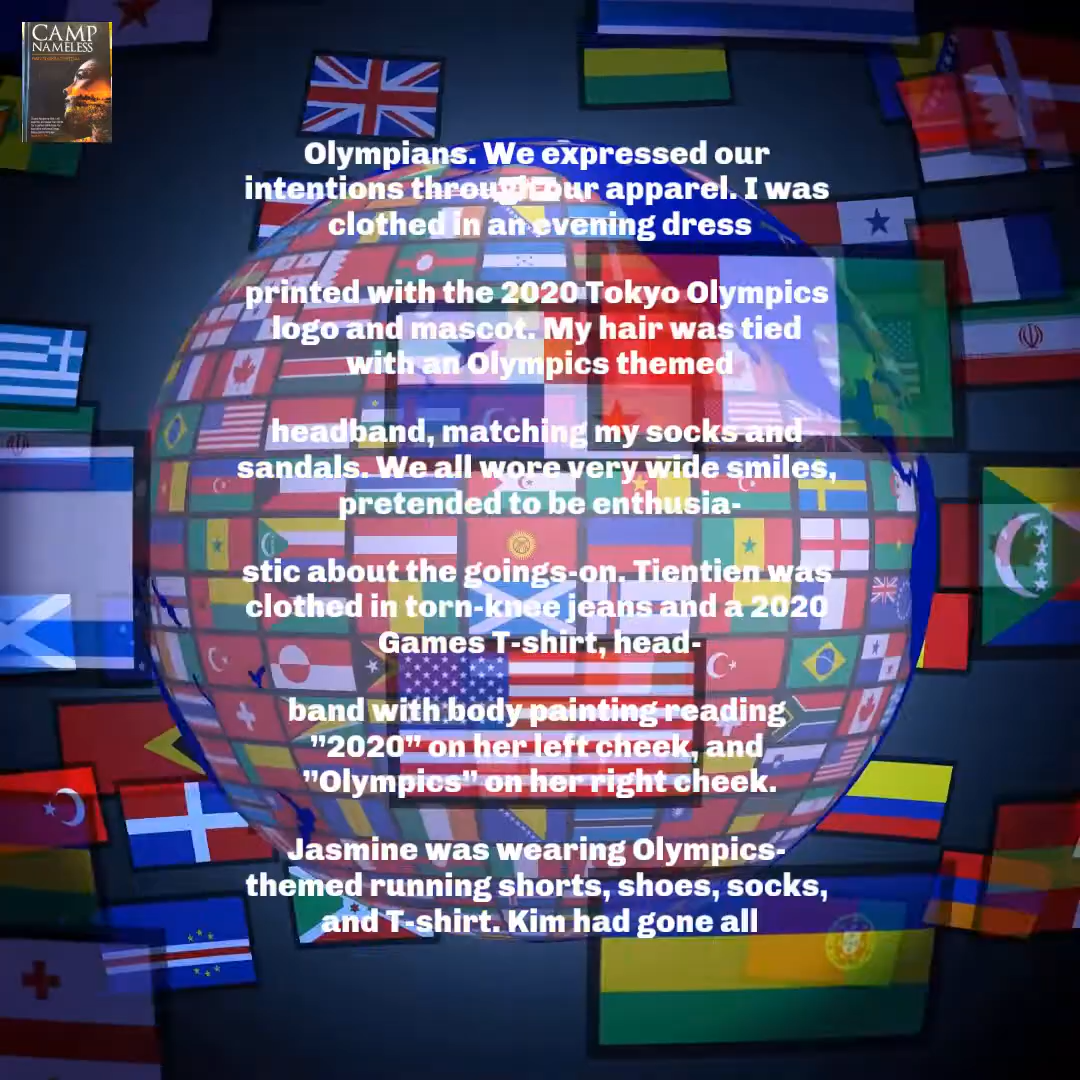 CAMP
NAMELESS
Olympians. We expressed our
intentions through our apparel. I was
clothed in an evening dress
printed with the 2020 Tokyo Olympics
logo and mascot. My hair was tied
with an Olympics themed
headband, matching my socks and
sandals. We all wore very wide smiles,
pretended to be enthusia-
stic about the goings-on. Tientien was
clothed in torn-knee jeans and a 2020
Games T-shirt, head-
band with body painting reading
”2020” on her left cheek, and
”Olympics” on her right cheek.
Jasmine was wearing Olympics-
themed running shorts, shoes, socks,
and T-shirt. Kim had gone all